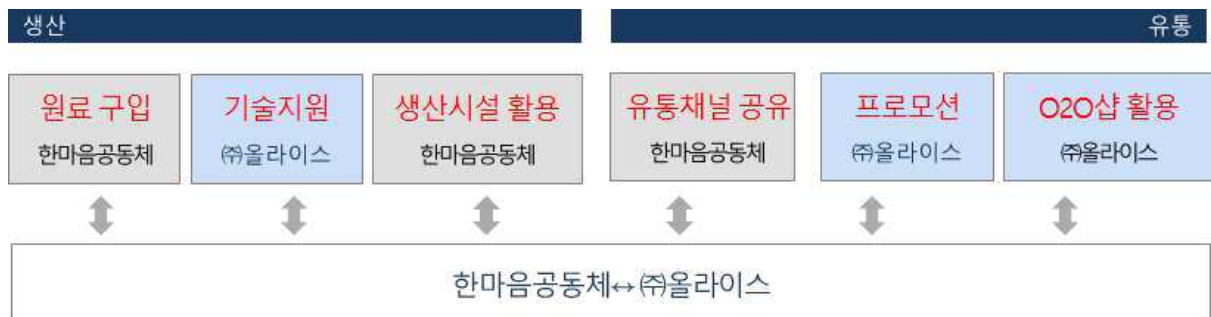 생산
유통
원료 구입
한마음공동체
기술지원
㈜올라이스
생산시설 활용
한마음공동체
유통채널 공유
한마음공동체
프로모션
㈜올라이스
O2O샵 활용
㈜올라이스
한마음공동체↔㈜올라이스